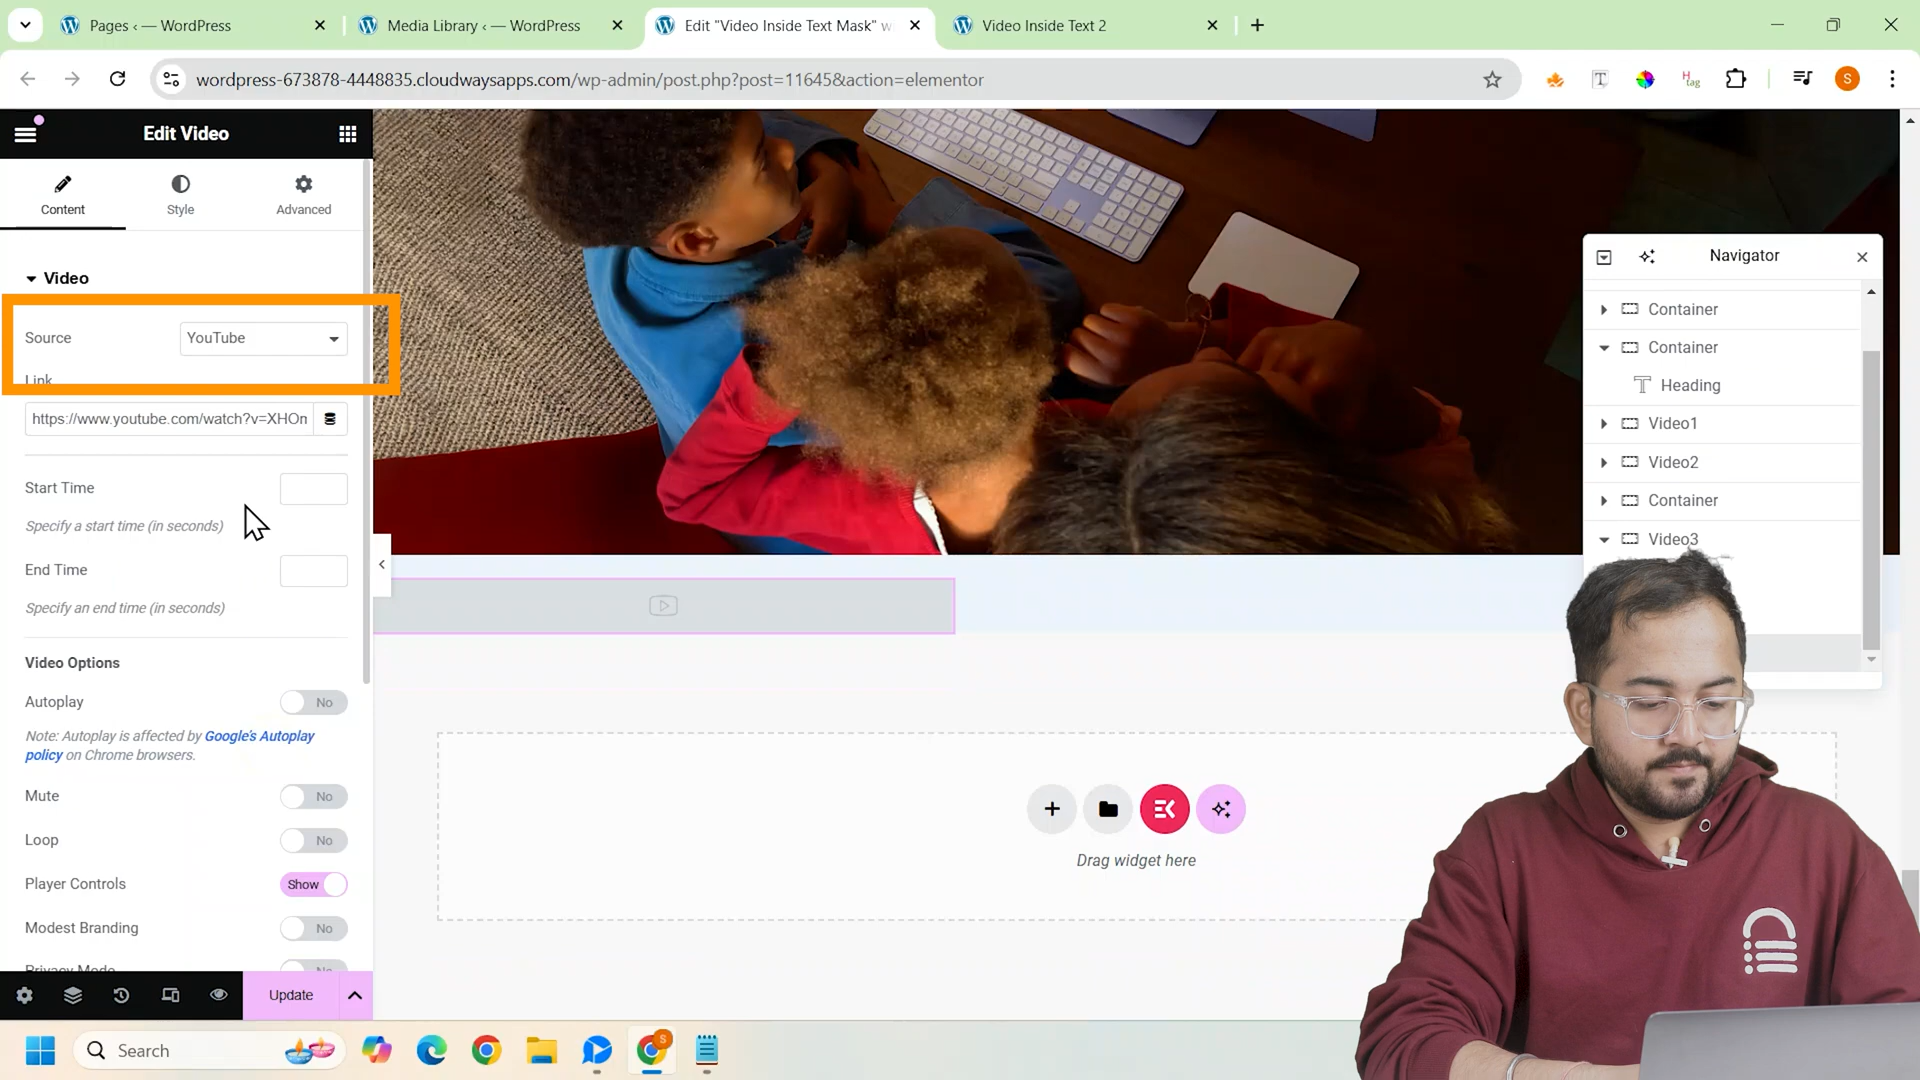 Pages ‹ — WordPress
Media Library ‹ — WordPress
Edit "Video Inside Text Mask" w
Video Inside Text 2
wordpress-673878-4448835.cloudwaysapps.com/wp-admin/post.php?post=11645&action=elementor
T
H
tag
S
Edit Video
Content
Style
Advanced
Video
Source
YouTube
Link
https://www.youtube.com/watch?v=XHOn
Start Time
Specify a start time (in seconds)
End Time
Specify an end time (in seconds)
Video Options
Autoplay
No
Note: Autoplay is affected by Google's Autoplay
policy on Chrome browsers.
Mute
No
Loop
No
Player Controls
Show
Modest Branding
No
Privacy Mode
No
Update
Navigator
Container
Container
Heading
Video1
Video2
Container
Video3
Drag widget here
Search
S